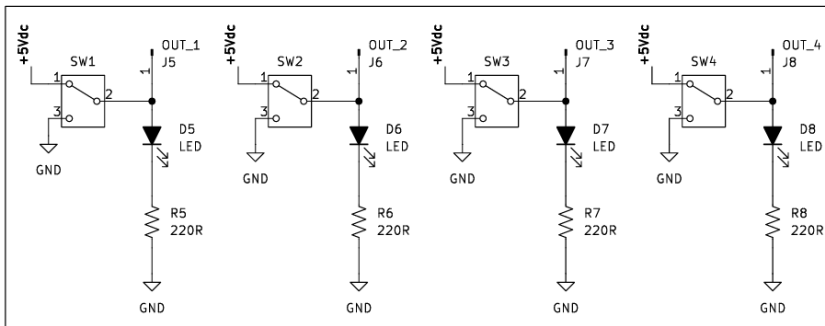 +5Vdc
SW1
1
2
3
GND
OUT_1
J5
1
D5
LED
R5
220R
GND
+5Vdc
SW2
1
2
3
GND
OUT_2
J6
1
D6
LED
R6
220R
GND
+5Vdc
SW3
1
2
3
GND
OUT_3
J7
1
D7
LED
R7
220R
GND
+5Vdc
SW4
1
2
3
GND
OUT_4
J8
1
D8
LED
R8
220R
GND